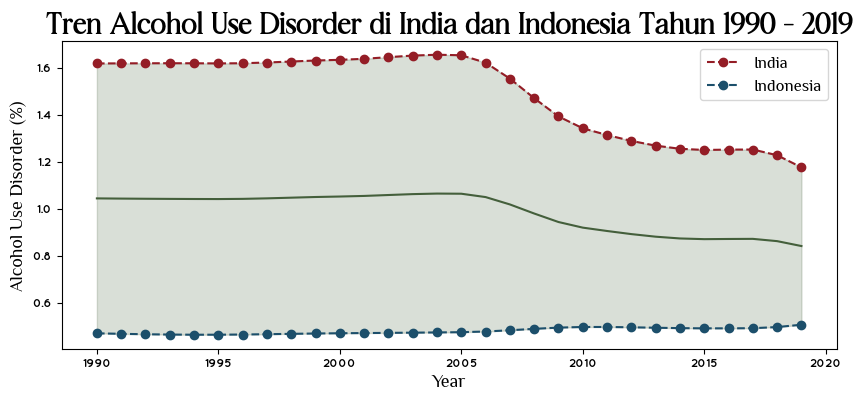 Tren Alcohol Use Disorder di India dan Indonesia Tahun 1990 - 2019
India
Indonesia
Alcohol Use Disorder (%)
1.6
1.4
1.2
1.0
0.8
0.6
1990 1995 2000 2005 2010 2015 2020
Year